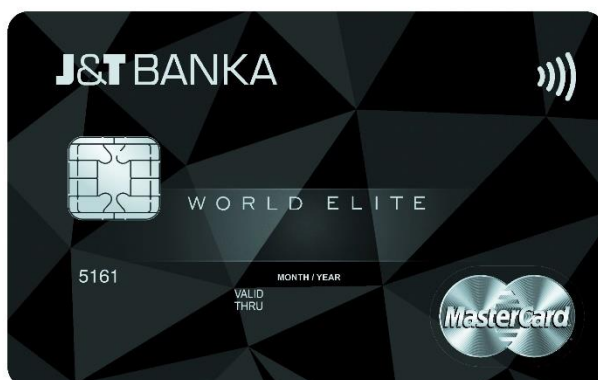 J&T BANKA
WORLD ELITE
5161
MONTH / YEAR
VALID
THRU
MasterCard